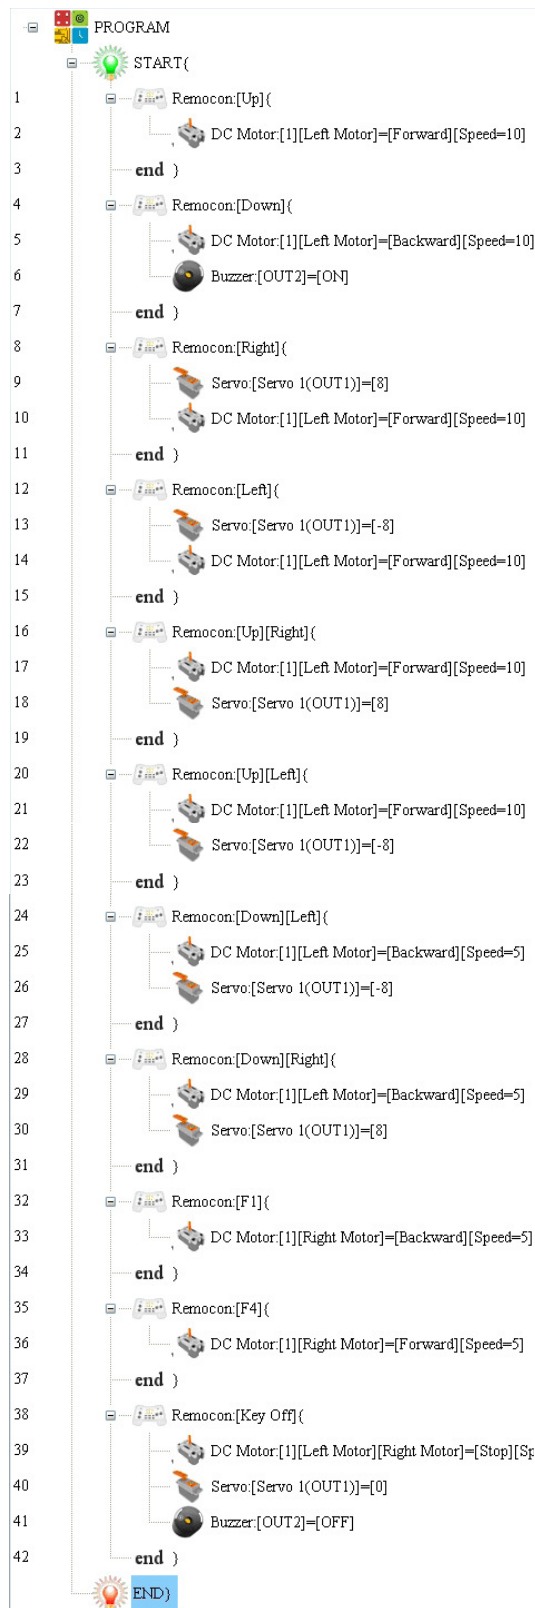 PROGRAM
START{
1 Remocon:[Up]{
2 DC Motor:[1][Left Motor]=[Forward][Speed=10]
3 end }
4 Remocon:[Down]{
5 DC Motor:[1][Left Motor]=[Backward][Speed=10]
6 Buzzer:[OUT2]=[ON]
7 end }
8 Remocon:[Right]{
9 Servo:[Servo 1(OUT1)]=[8]
10 DC Motor:[1][Left Motor]=[Forward][Speed=10]
11 end }
12 Remocon:[Left]{
13 Servo:[Servo 1(OUT1)]=[-8]
14 DC Motor:[1][Left Motor]=[Forward][Speed=10]
15 end }
16 Remocon:[Up][Right]{
17 DC Motor:[1][Left Motor]=[Forward][Speed=10]
18 Servo:[Servo 1(OUT1)]=[8]
19 end }
20 Remocon:[Up][Left]{
21 DC Motor:[1][Left Motor]=[Forward][Speed=10]
22 Servo:[Servo 1(OUT1)]=[-8]
23 end }
24 Remocon:[Down][Left]{
25 DC Motor:[1][Left Motor]=[Backward][Speed=5]
26 Servo:[Servo 1(OUT1)]=[-8]
27 end }
28 Remocon:[Down][Right]{
29 DC Motor:[1][Left Motor]=[Backward][Speed=5]
30 Servo:[Servo 1(OUT1)]=[8]
31 end }
32 Remocon:[F1]{
33 DC Motor:[1][Right Motor]=[Backward][Speed=5]
34 end }
35 Remocon:[F4]{
36 DC Motor:[1][Right Motor]=[Forward][Speed=5]
37 end }
38 Remocon:[Key Off]{
39 DC Motor:[1][Left Motor][Right Motor]=[Stop][Sp
40 Servo:[Servo 1(OUT1)]=[0]
41 Buzzer:[OUT2]=[OFF]
42 end }
END}